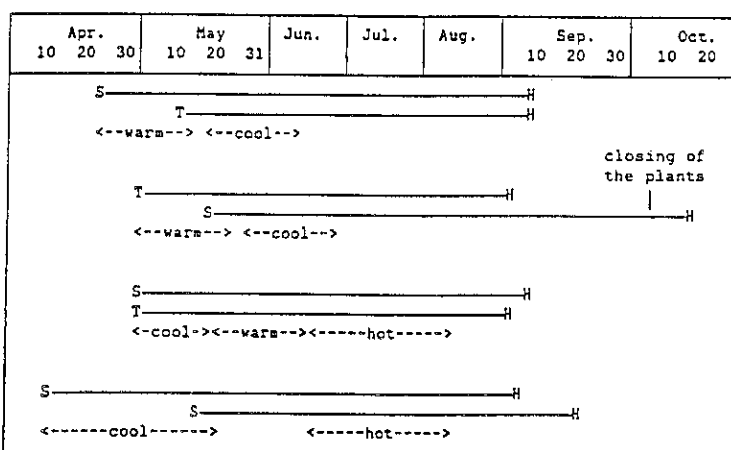 Apr. May Jun. Jul. Aug. Sep. Oct.
10 20 30 10 20 31 10 20 30 10 20
S H
T H
<--warm--> <--cool-->
closing of
the plants
T H
S H
<--warm--> <--cool-->
S H
T H
<-cool-><--warm--><-----hot----->
S H
S H
<------cool------> <-----hot----->